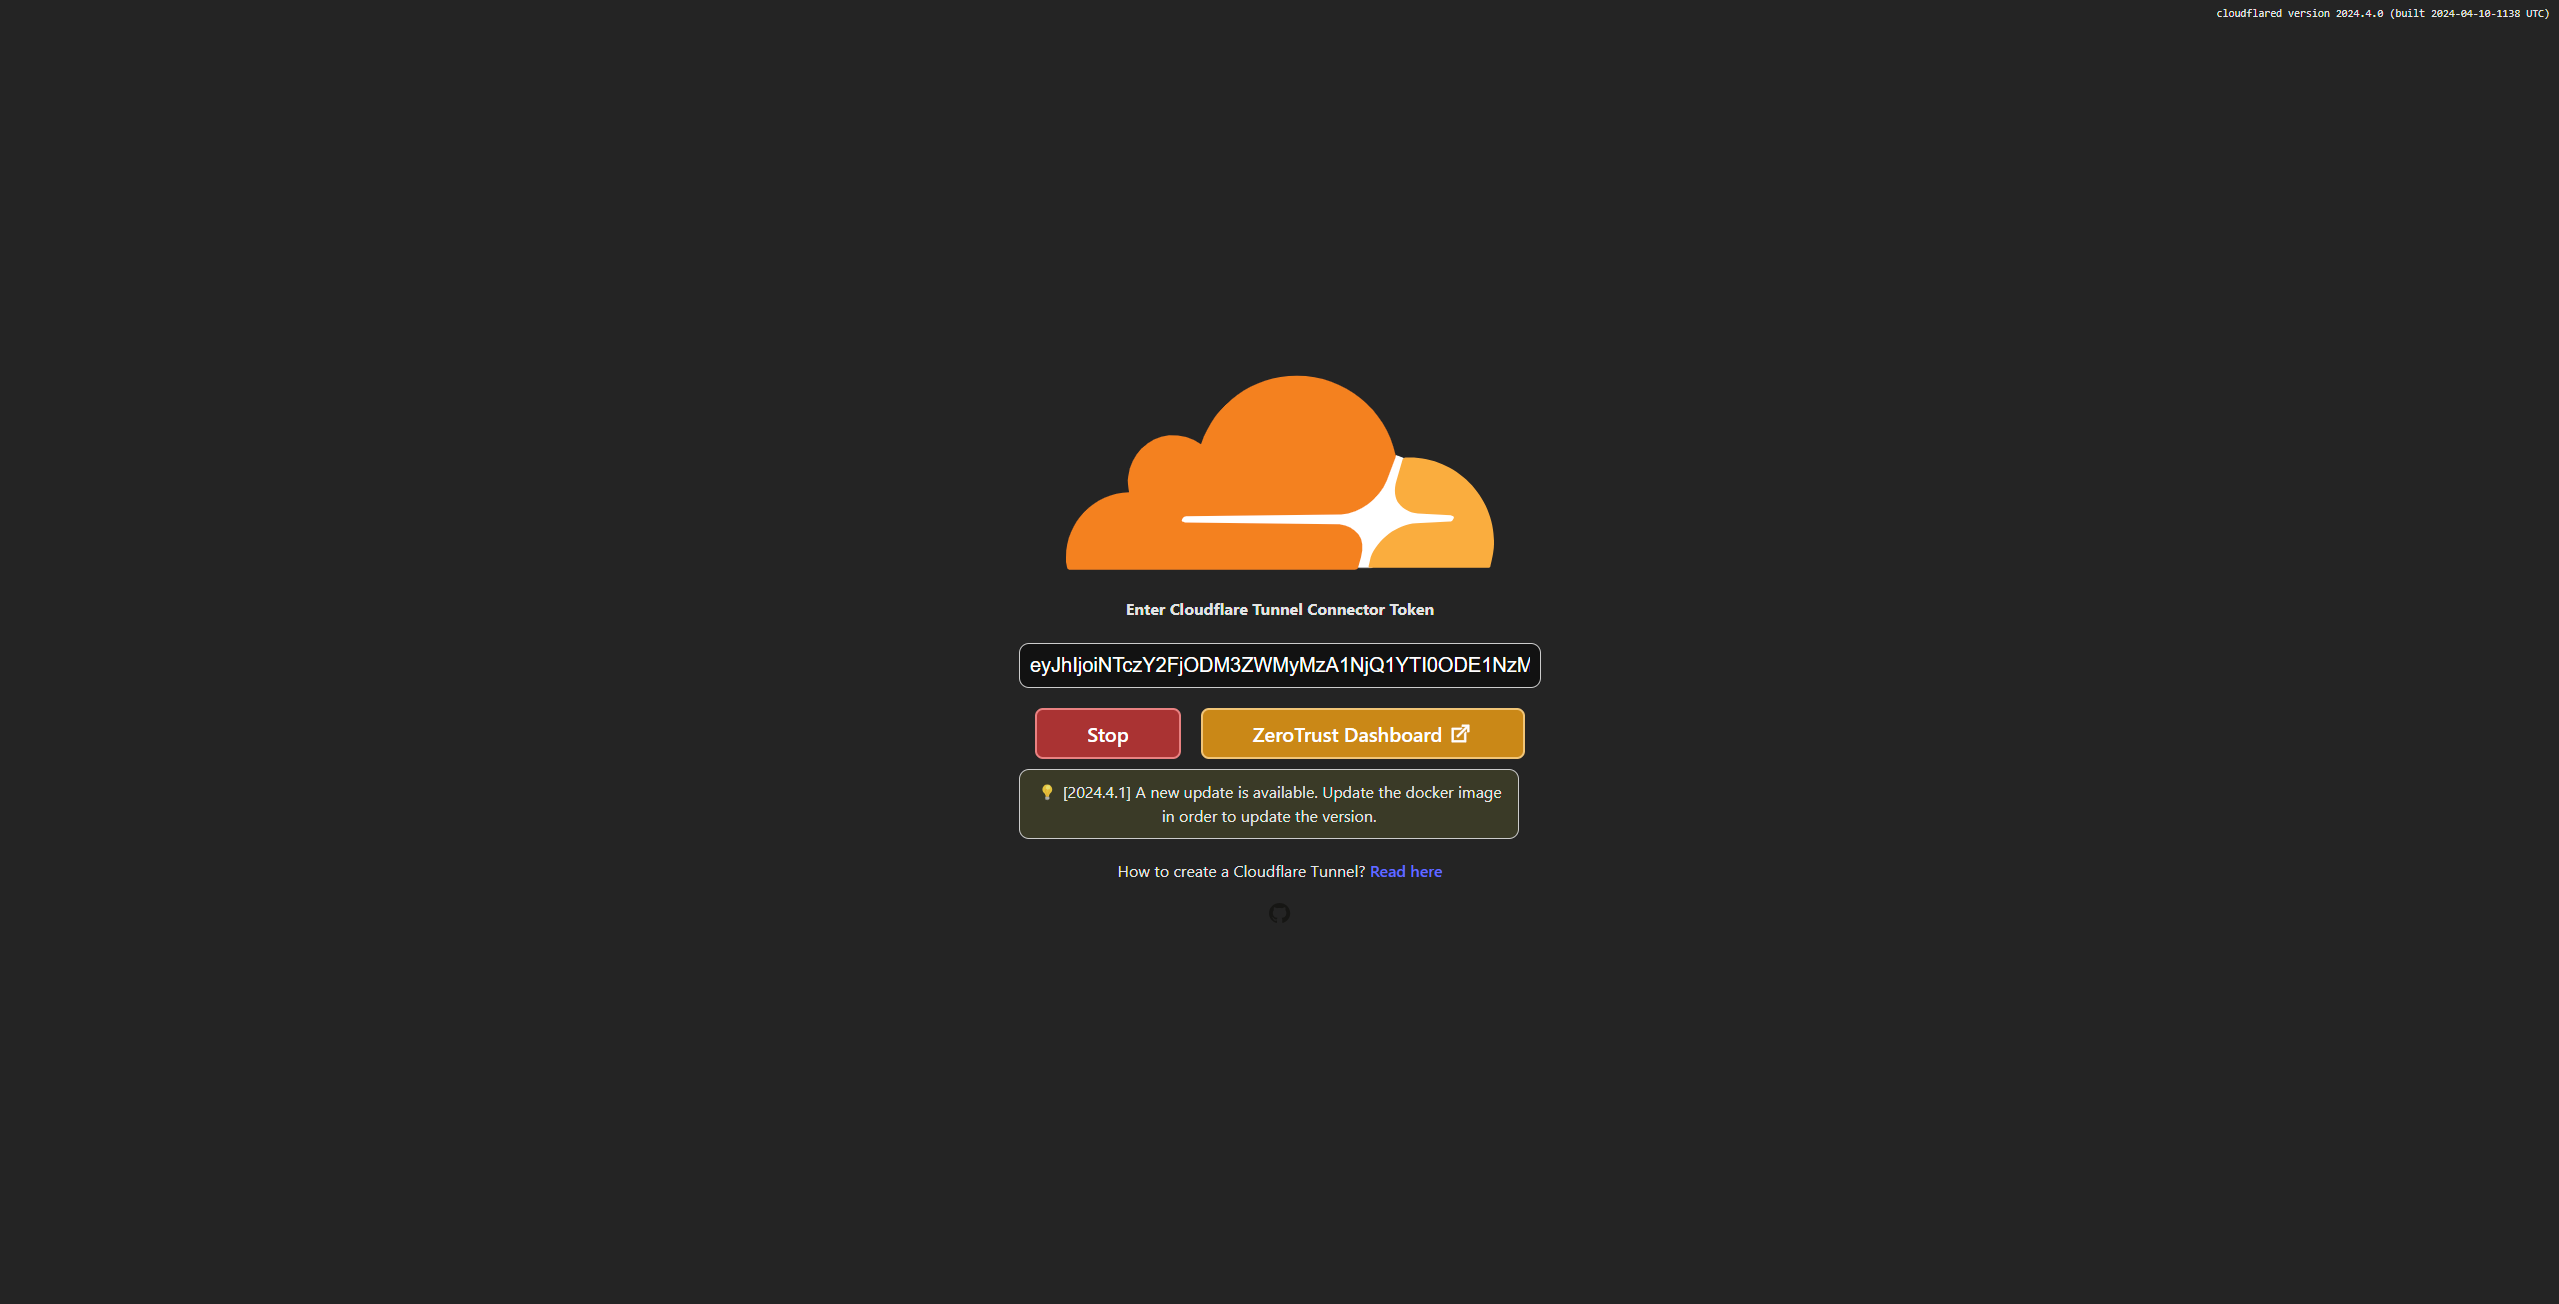 cloudflared version 2024.4.0 (built 2024-04-10-1138 UTC)
Enter Cloudflare Tunnel Connector Token
eyJhIjoiNTczY2FjODM3ZWMyMzA1NjQ1YTI0ODE1NzM
Stop
ZeroTrust Dashboard
💡 [2024.4.1] A new update is available. Update the docker image
in order to update the version.
How to create a Cloudflare Tunnel? Read here